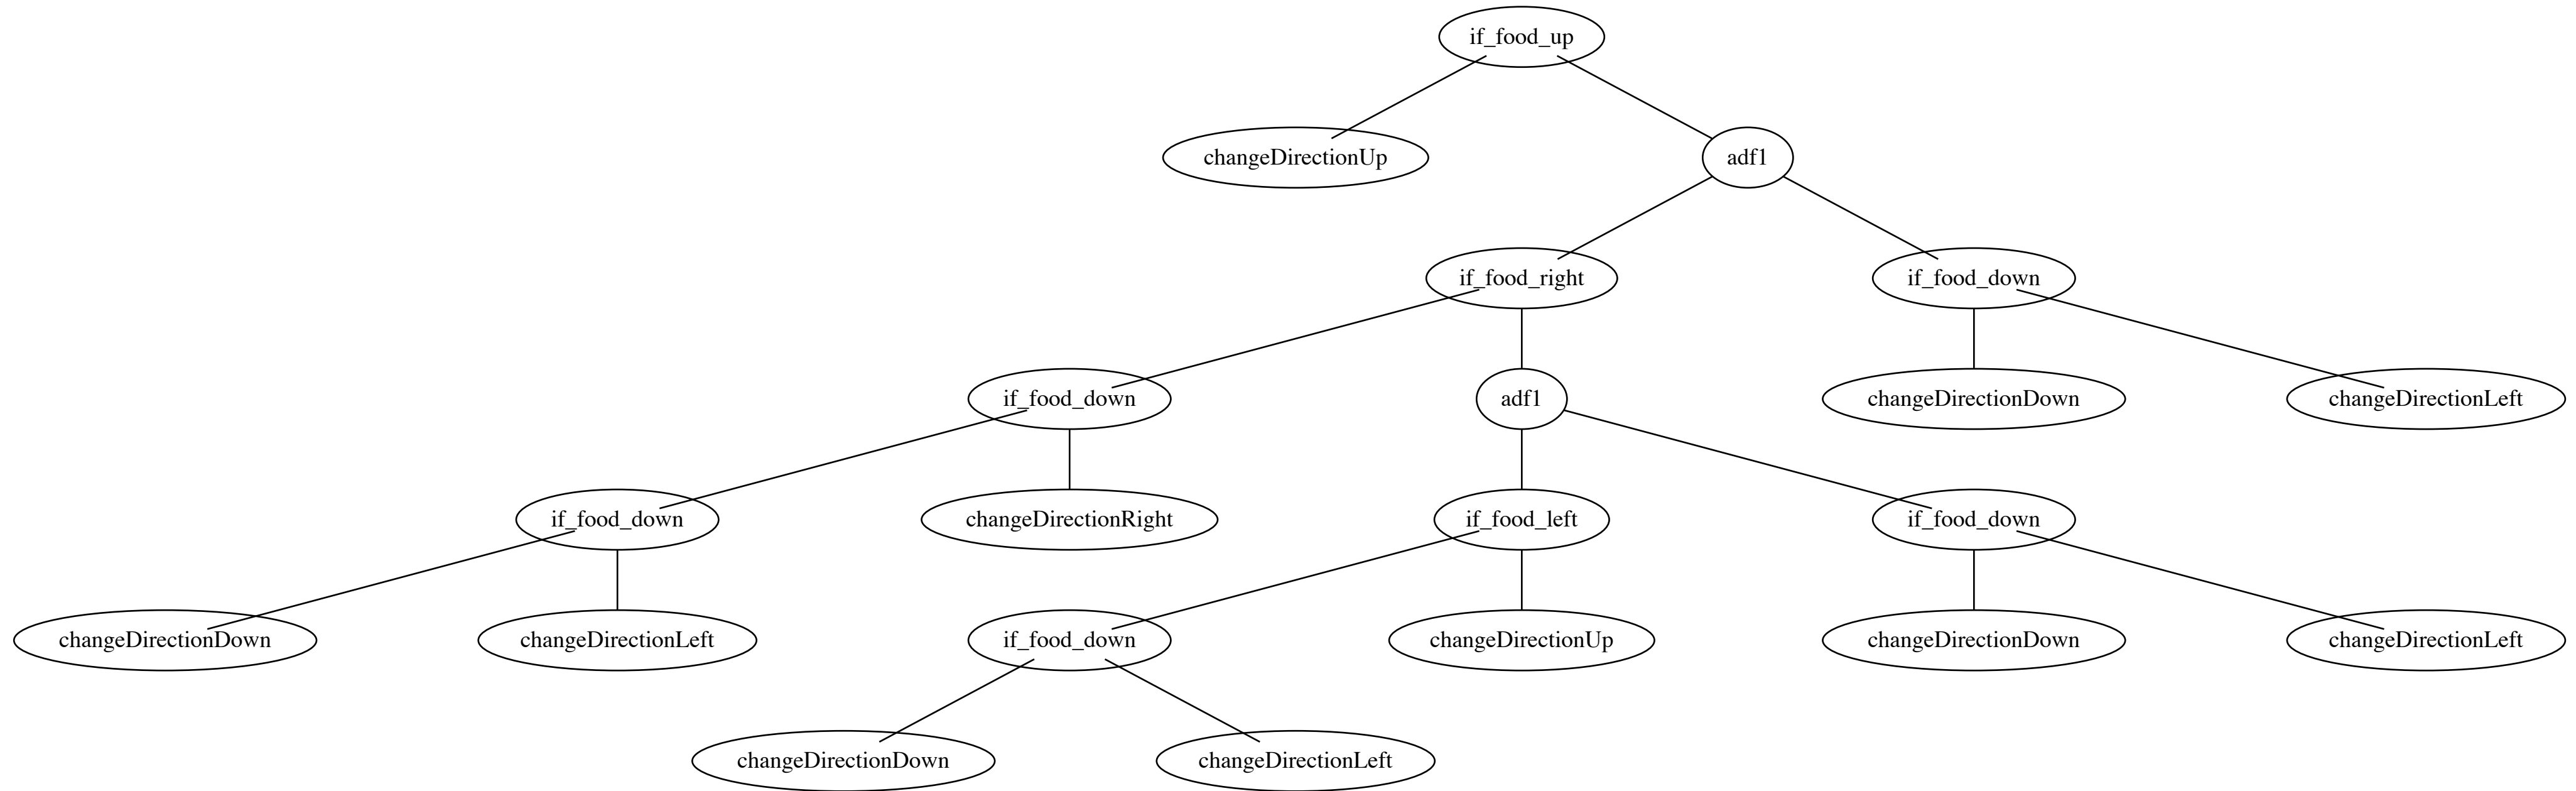 if_food_up
changeDirectionUp
adf1
if_food_right
if_food_down
if_food_down
adf1
changeDirectionDown
changeDirectionLeft
if_food_down
changeDirectionRight
if_food_left
if_food_down
changeDirectionDown
changeDirectionLeft
if_food_down
changeDirectionUp
changeDirectionDown
changeDirectionLeft
changeDirectionDown
changeDirectionLeft